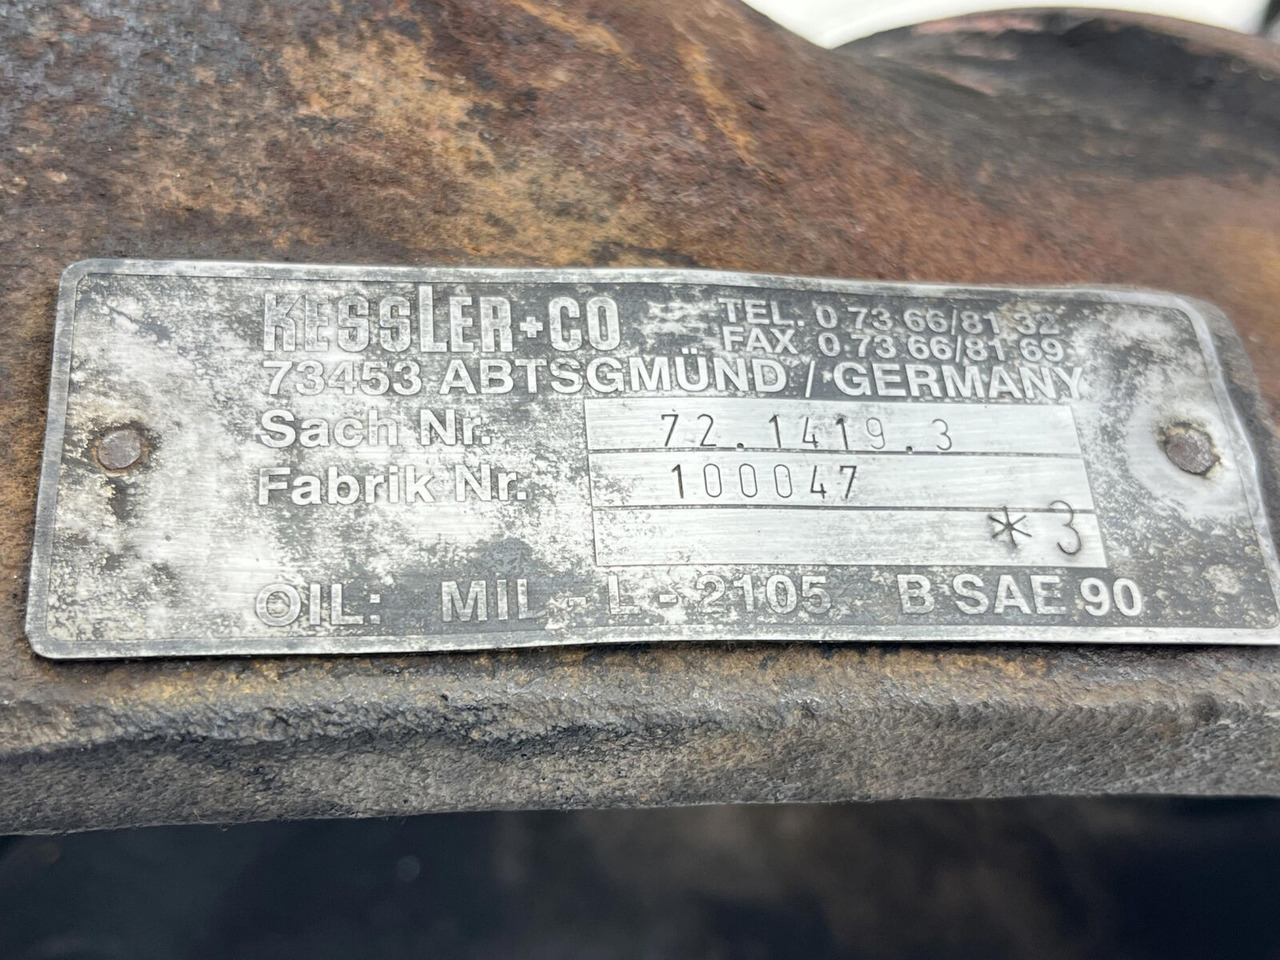 KESSLER+CO
TEL. 0 73 66/81 32
FAX 0 73 66/81 69
73453 ABTSGMÜND / GERMANY
Sach Nr. 72.1419.3
Fabrik Nr. 100047
*3
OIL: MIL - L - 2105 B SAE 90